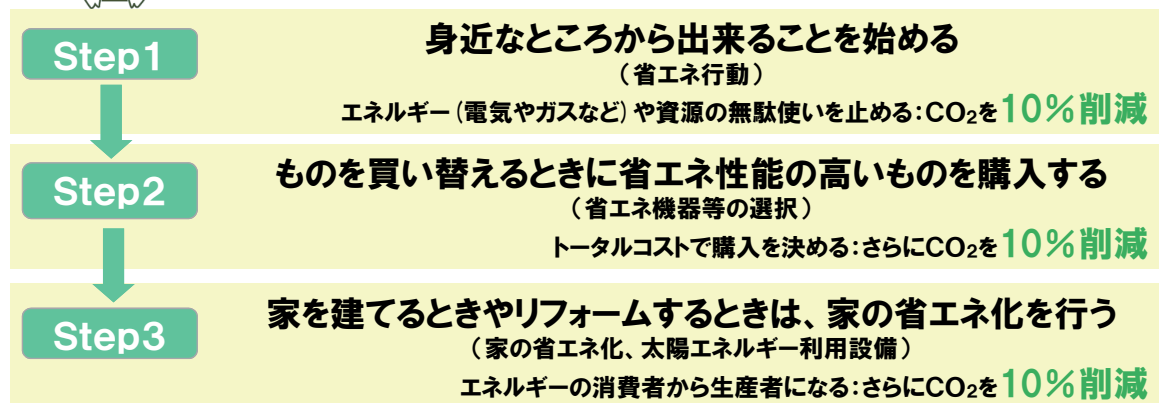 Step1
身近なところから出来ることを始める
（省エネ行動）
エネルギー（電気やガスなど）や資源の無駄使いを止める：CO₂を10％削減
Step2
ものを買い替えるときに省エネ性能の高いものを購入する
（省エネ機器等の選択）
トータルコストで購入を決める：さらにCO₂を10％削減
Step3
家を建てるときやリフォームするときは、家の省エネ化を行う
（家の省エネ化、太陽エネルギー利用設備）
エネルギーの消費者から生産者になる：さらにCO₂を10％削減